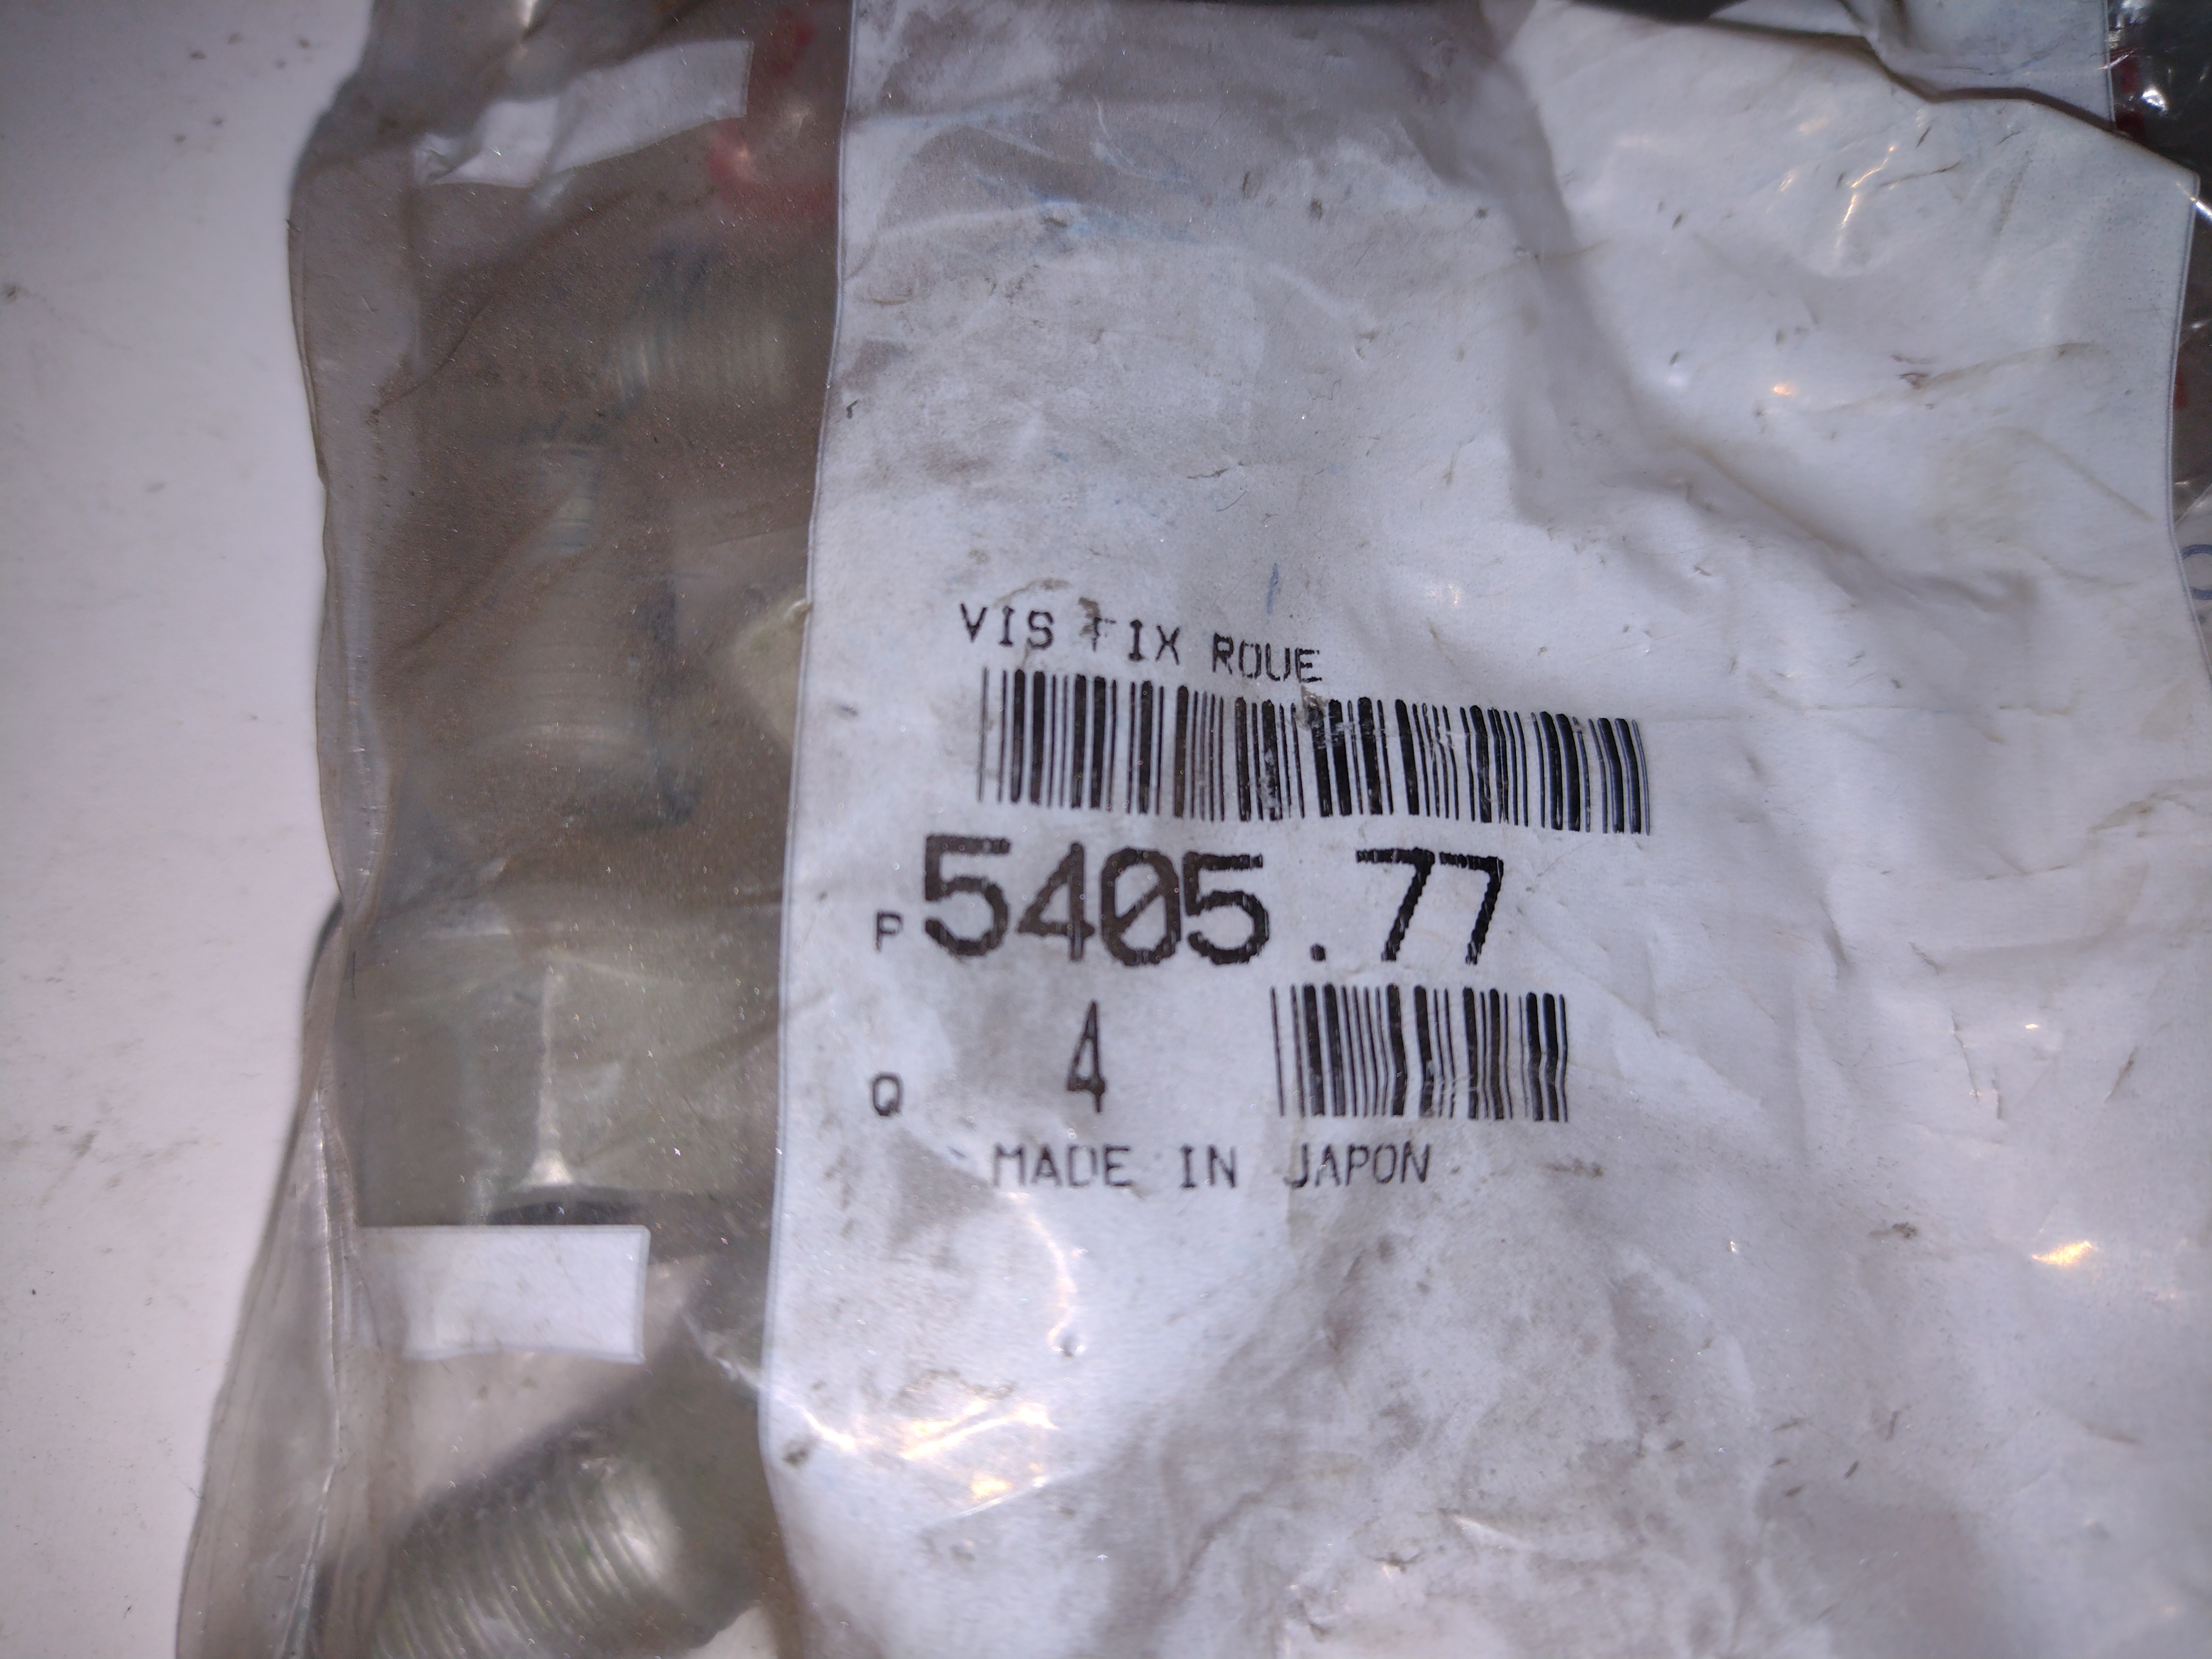 VIS FIX ROUE
P 5405.77
Q 4
MADE IN JAPON